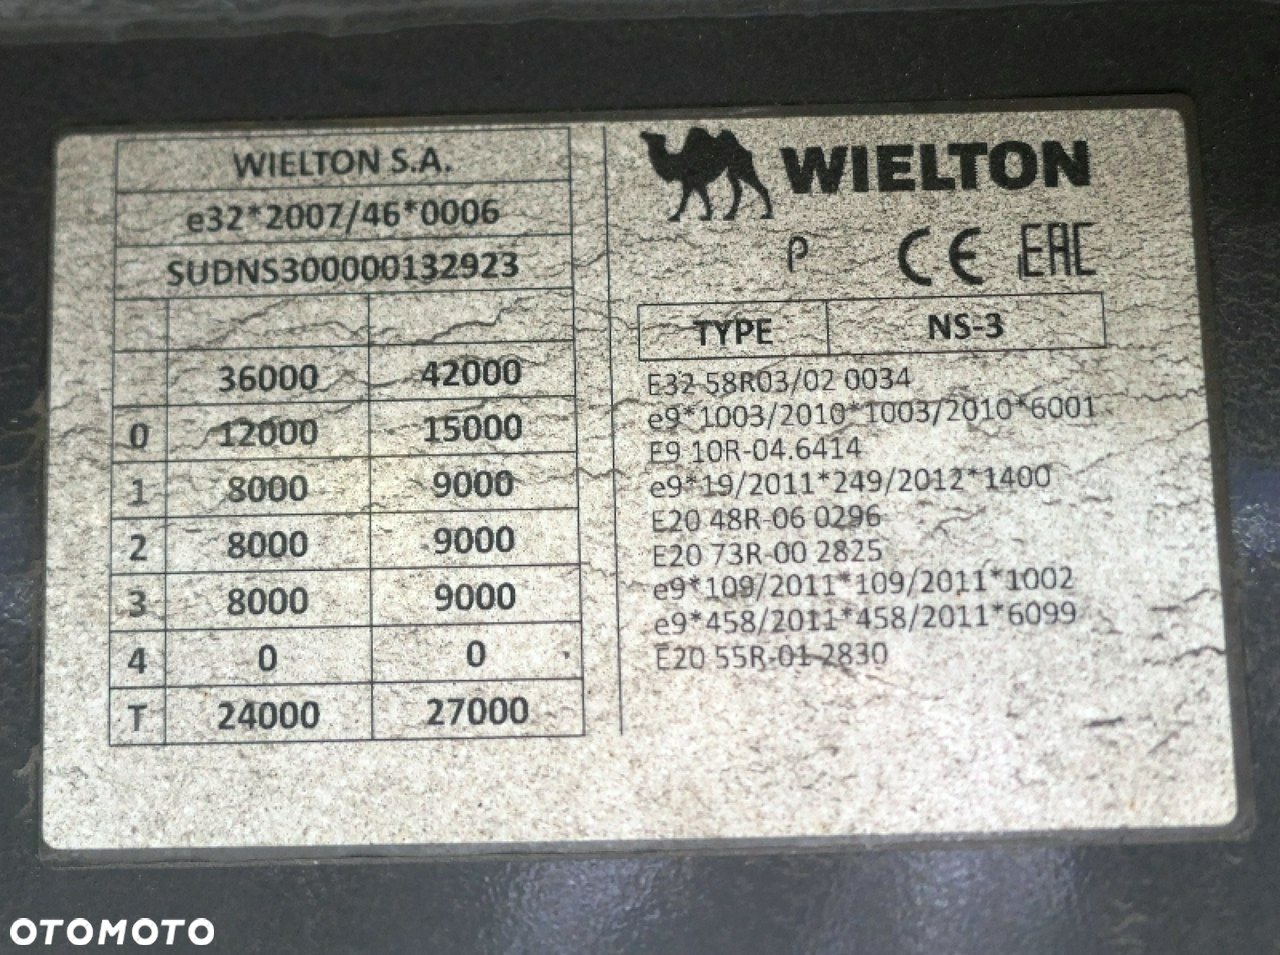 WIELTON S.A.
e32*2007/46*0006
SUDNS300000132923
36000 42000
0 12000 15000
1 8000 9000
2 8000 9000
3 8000 9000
4 0 0
T 24000 27000
WIELTON
P CE EAC
TYPE NS-3
E32 58R03/02 0034
e9*1003/2010*1003/2010*6001
E9 10R-04.6414
e9*19/2011*249/2012*1400
E20 48R-06 0296
E20 73R-00 2825
e9*109/2011*109/2011*1002
e9*458/2011*458/2011*6099
E20 55R-01 2830
OTOMOTO